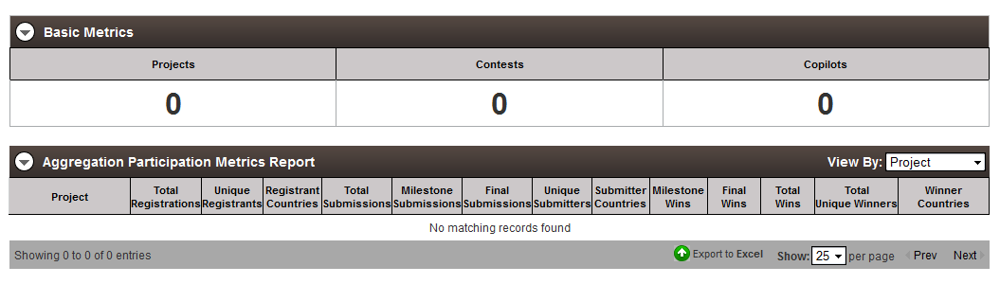 Basic Metrics
Projects Contests Copilots
0 0 0
Aggregation Participation Metrics Report View By: Project
Total Unique Registrant Total Milestone Final Unique Submitter Milestone Final Total Total Winner
Project Registrations Registrants Countries Submissions Submissions Submissions Submitters Countries Wins Wins Wins Unique Winners Countries
No matching records found
Showing 0 to 0 of 0 entries Export to Excel Show: 25 per page Prev Next